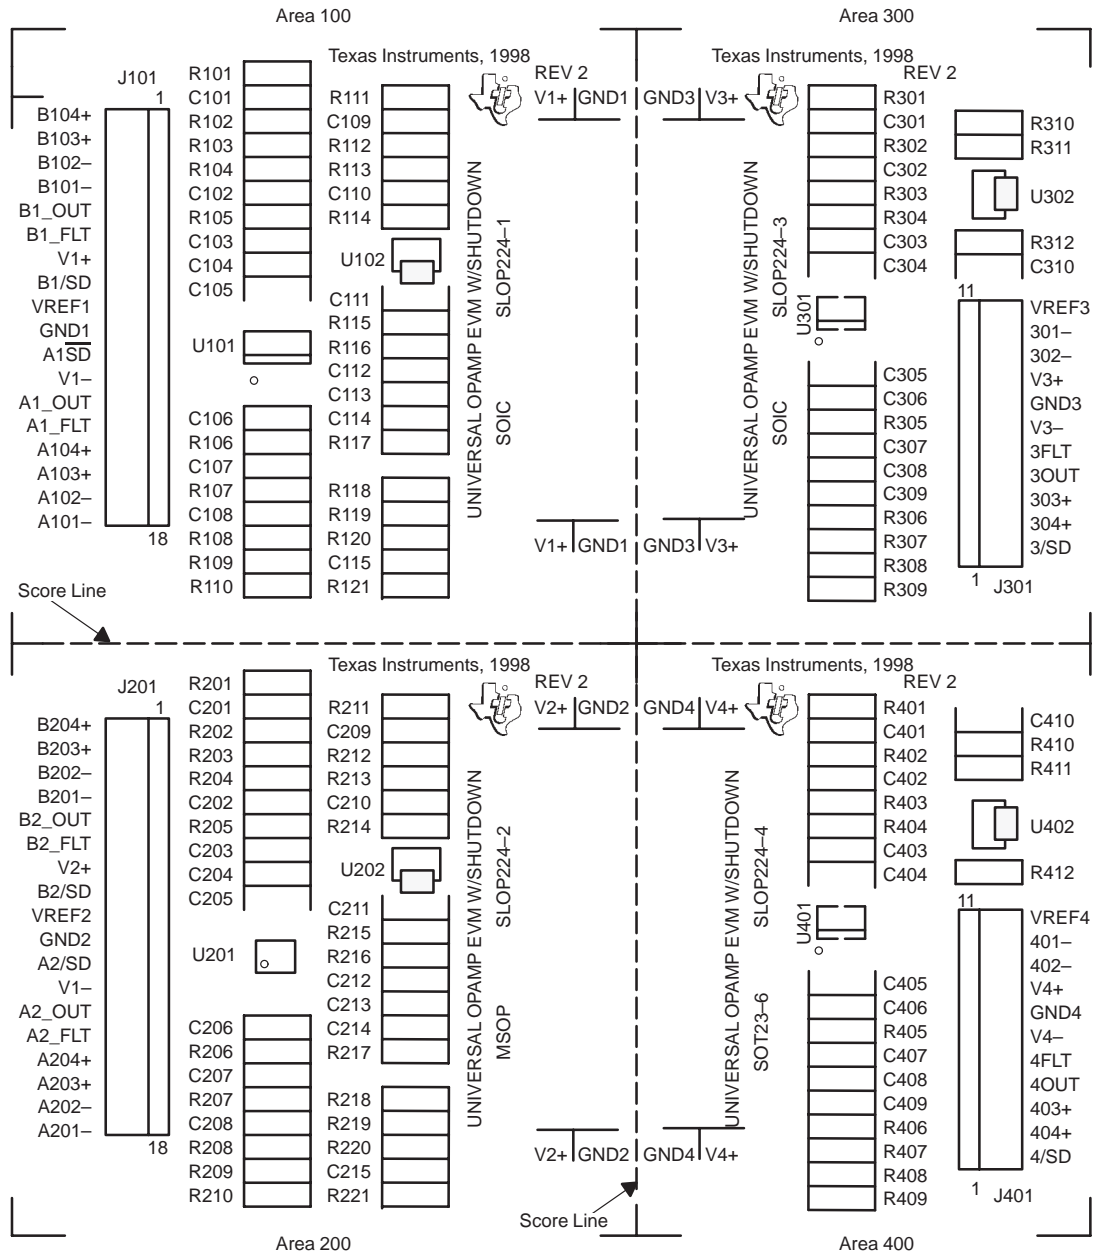 Area 100
Area 300
Texas Instruments, 1998
REV 2
J101
1
B104+
B103+
B102–
B101–
B1_OUT
B1_FLT
V1+
B1/SD
VREF1
GND1
A1SD
V1–
A1_OUT
A1_FLT
A104+
A103+
A102–
A101–
18
R101
C101
R102
R103
R104
C102
R105
C103
C104
C105
U101
C106
R106
C107
R107
C108
R108
R109
R110
R111
C109
R112
R113
C110
R114
U102
C111
R115
R116
C112
C113
C114
R117
R118
R119
R120
C115
R121
UNIVERSAL OPAMP EVM W/SHUTDOWN
SLOP224–1
SOIC
V1+ GND1
V1+ GND1
Texas Instruments, 1998
REV 2
GND3 V3+
GND3 V3+
UNIVERSAL OPAMP EVM W/SHUTDOWN
SLOP224–3
SOIC
R301
C301
R302
C302
R303
R304
C303
C304
U301
C305
C306
R305
C307
C308
C309
R306
R307
R308
R309
R310
R311
U302
R312
C310
11
VREF3
301–
302–
V3+
GND3
V3–
3FLT
3OUT
303+
304+
3/SD
1
J301
Score Line
Texas Instruments, 1998
REV 2
J201
1
B204+
B203+
B202–
B201–
B2_OUT
B2_FLT
V2+
B2/SD
VREF2
GND2
A2/SD
V1–
A2_OUT
A2_FLT
A204+
A203+
A202–
A201–
18
R201
C201
R202
R203
R204
C202
R205
C203
C204
C205
U201
C206
R206
C207
R207
C208
R208
R209
R210
R211
C209
R212
R213
C210
R214
U202
C211
R215
R216
C212
C213
C214
R217
R218
R219
R220
C215
R221
UNIVERSAL OPAMP EVM W/SHUTDOWN
SLOP224–2
MSOP
V2+ GND2
V2+ GND2
Texas Instruments, 1998
REV 2
GND4 V4+
GND4 V4+
UNIVERSAL OPAMP EVM W/SHUTDOWN
SLOP224–4
SOT23–6
R401
C401
R402
C402
R403
R404
C403
C404
U401
C405
C406
R405
C407
C408
C409
R406
R407
R408
R409
C410
R410
R411
U402
R412
11
VREF4
401–
402–
V4+
GND4
V4–
4FLT
4OUT
403+
404+
4/SD
1
J401
Score Line
Area 200
Area 400